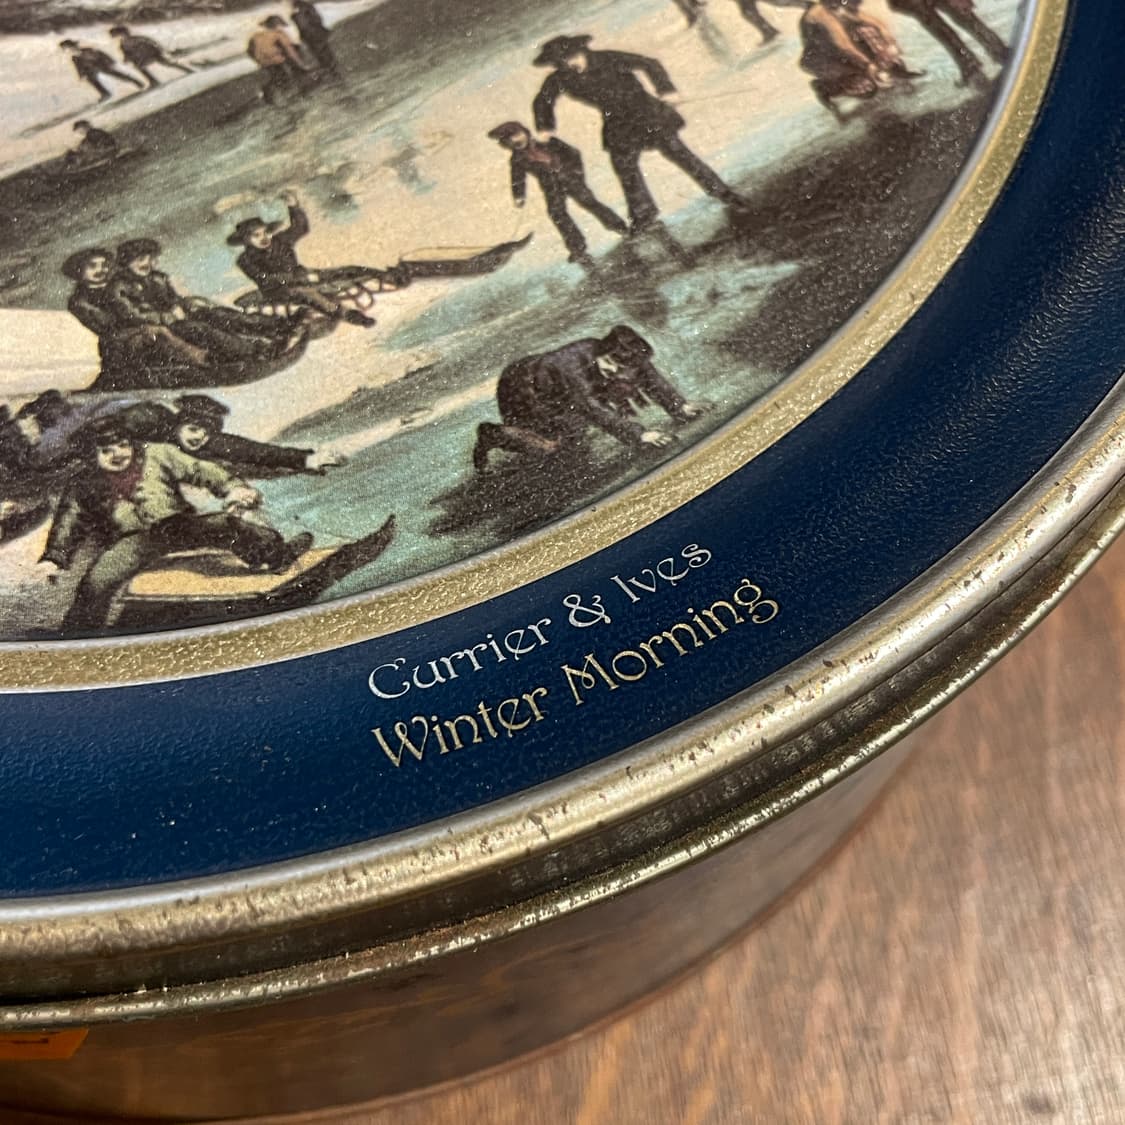 Currier & Ives
Winter Morning